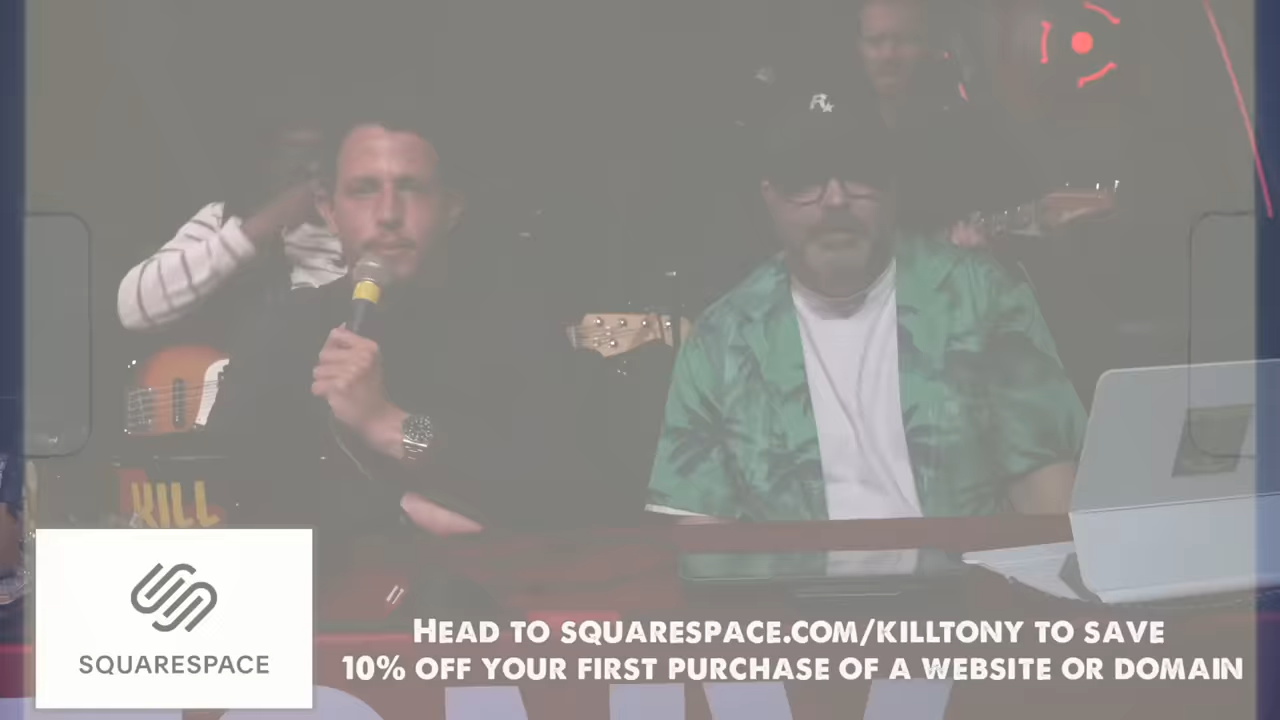 R★
KILL
SQUARESPACE
HEAD TO SQUARESPACE.COM/KILLTONY TO SAVE
10% OFF YOUR FIRST PURCHASE OF A WEBSITE OR DOMAIN